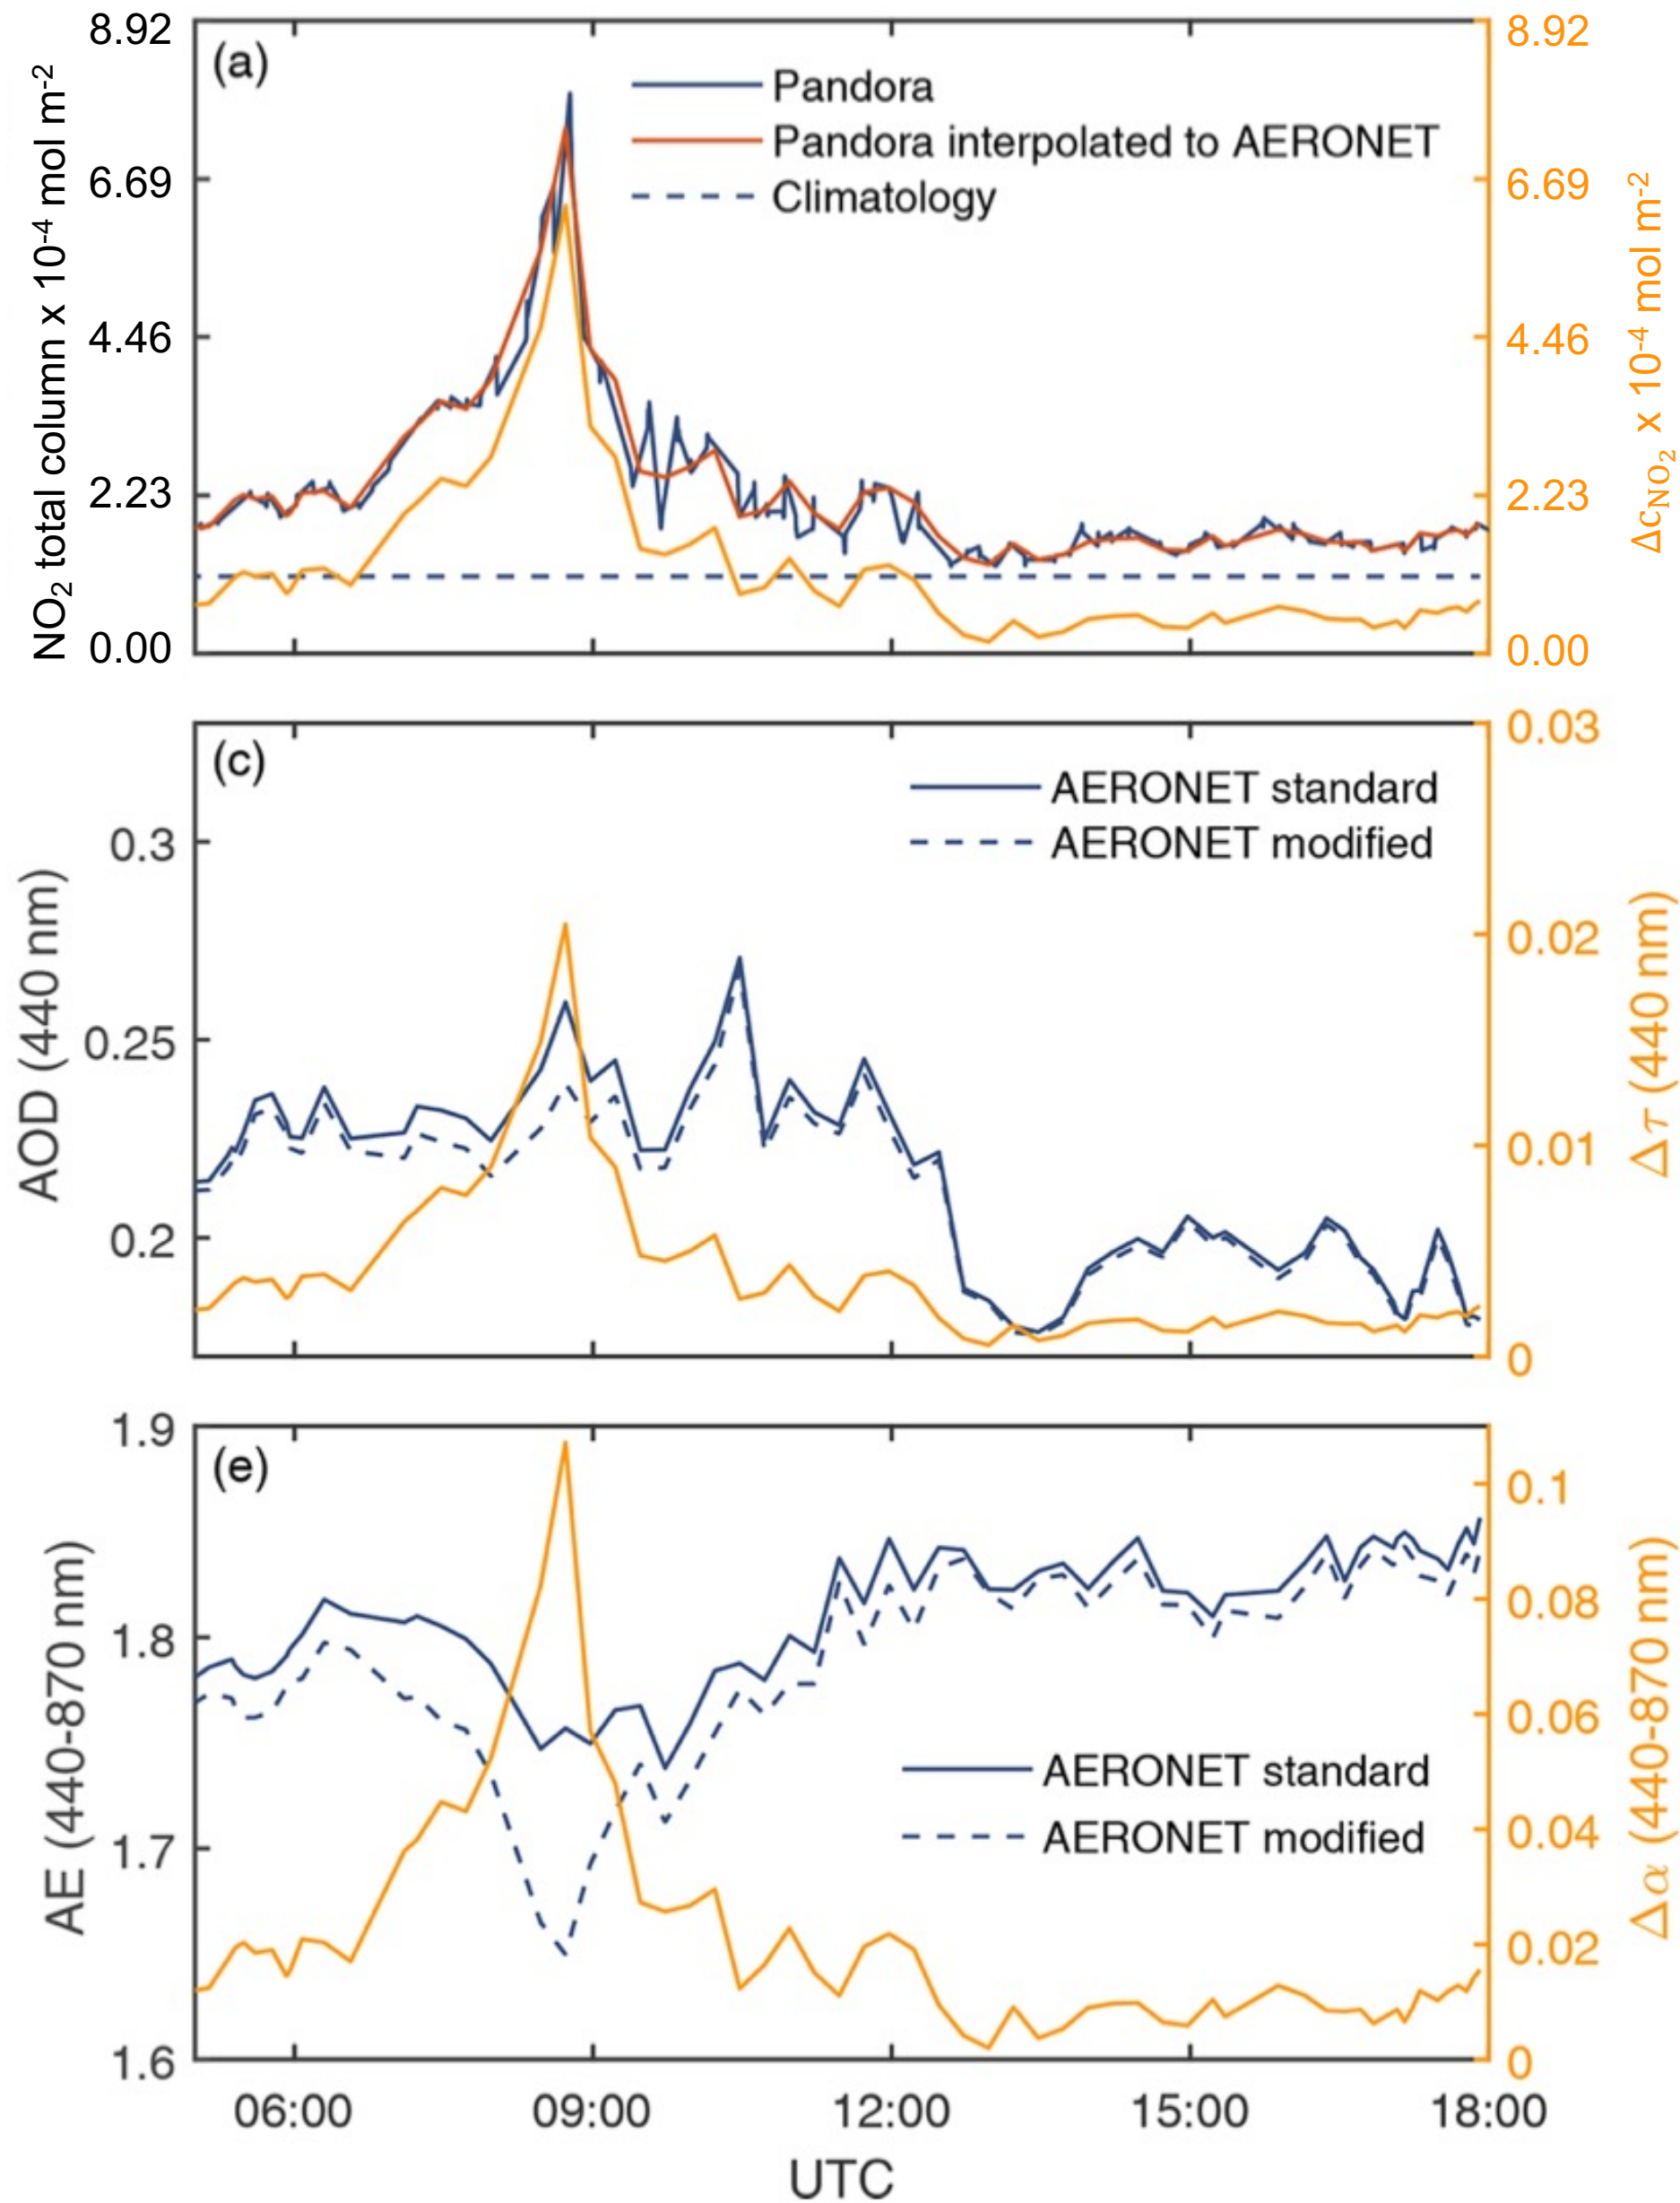 (a)
NO₂ total column x 10⁻⁴ mol m⁻²
8.92
6.69
4.46
2.23
0.00
Pandora
Pandora interpolated to AERONET
Climatology
8.92
6.69
4.46
2.23
0.00
Δc_NO₂ x 10⁻⁴ mol m⁻²
(c)
AOD (440 nm)
0.3
0.25
0.2
AERONET standard
AERONET modified
0.03
0.02
0.01
0
Δτ (440 nm)
(e)
AE (440-870 nm)
1.9
1.8
1.7
1.6
AERONET standard
AERONET modified
0.1
0.08
0.06
0.04
0.02
0
Δα (440-870 nm)
06:00 09:00 12:00 15:00 18:00
UTC